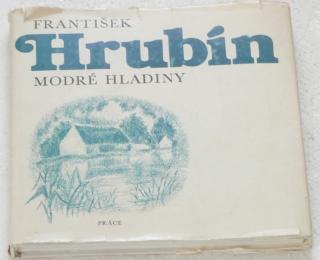 FRANTIŠEK
Hrubín
MODRÉ HLADINY
PRÁCE